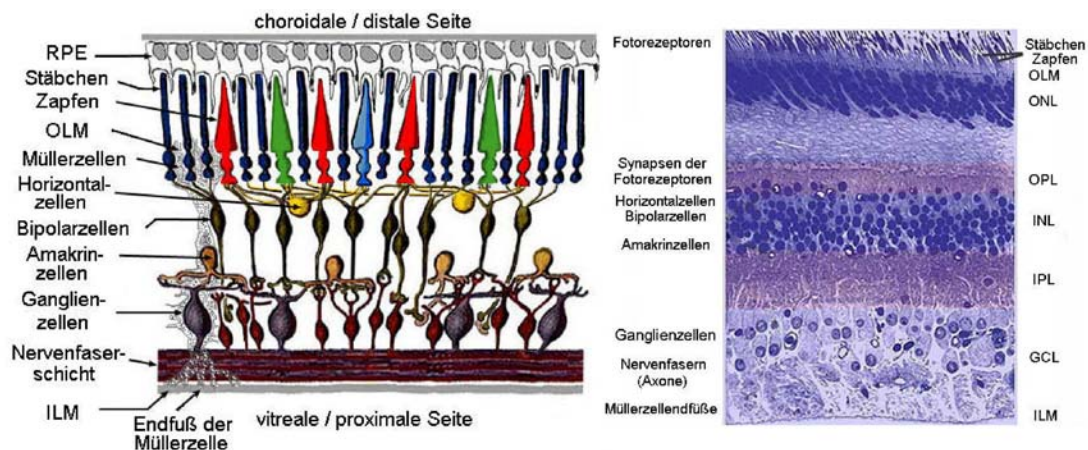 choroidale / distale Seite
RPE
Stäbchen
Zapfen
OLM
Müllerzellen
Horizontal-
zellen
Bipolarzellen
Amakrin-
zellen
Ganglien-
zellen
Nervenfaser-
schicht
ILM
Endfuß der
Müllerzelle
vitreale / proximale Seite
Fotorezeptoren
Synapsen der
Fotorezeptoren
Horizontalzellen
Bipolarzellen
Amakrinzellen
Ganglienzellen
Nervenfasern
(Axone)
Müllerzellendfüße
Stäbchen
Zapfen
OLM
ONL
OPL
INL
IPL
GCL
ILM